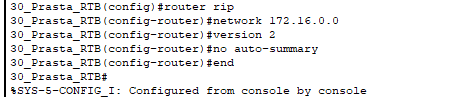 30_Prasta_RTB(config)#router rip
30_Prasta_RTB(config-router)#network 172.16.0.0
30_Prasta_RTB(config-router)#version 2
30_Prasta_RTB(config-router)#no auto-summary
30_Prasta_RTB(config-router)#end
30_Prasta_RTB#
%SYS-5-CONFIG_I: Configured from console by console